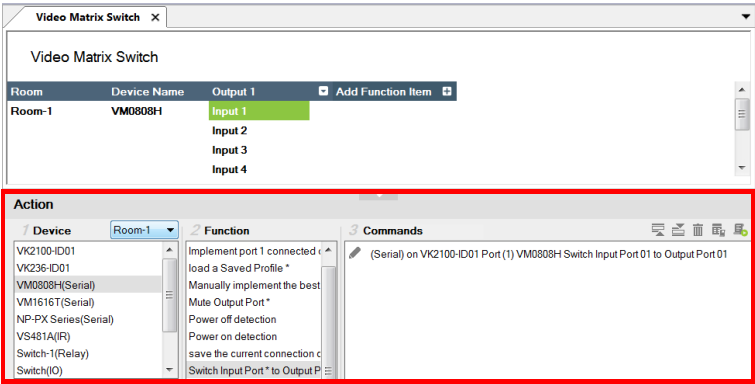 Video Matrix Switch ×
Video Matrix Switch
Room Device Name Output 1 Add Function Item
Room-1 VM0808H Input 1
Input 2
Input 3
Input 4
Action
1 Device Room-1 2 Function 3 Commands
VK2100-ID01 Implement port 1 connected (Serial) on VK2100-ID01 Port (1) VM0808H Switch Input Port 01 to Output Port 01
VK236-ID01 load a Saved Profile *
VM0808H(Serial) Manually implement the best
VM1616T(Serial) Mute Output Port *
NP-PX Series(Serial) Power off detection
VS481A(IR) Power on detection
Switch-1(Relay) save the current connection
Switch(IO) Switch Input Port * to Output P